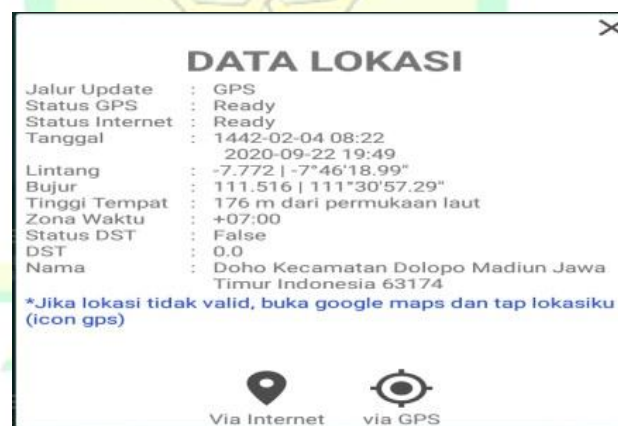 DATA LOKASI
Jalur Update : GPS
Status GPS : Ready
Status Internet : Ready
Tanggal : 1442-02-04 08:22
2020-09-22 19:49
Lintang : -7.772 | -7°46'18.99"
Bujur : 111.516 | 111°30'57.29"
Tinggi Tempat : 176 m dari permukaan laut
Zona Waktu : +07:00
Status DST : False
DST : 0.0
Nama : Doho Kecamatan Dolopo Madiun Jawa
Timur Indonesia 63174
*Jika lokasi tidak valid, buka google maps dan tap lokasiku
(icon gps)
Via Internet via GPS